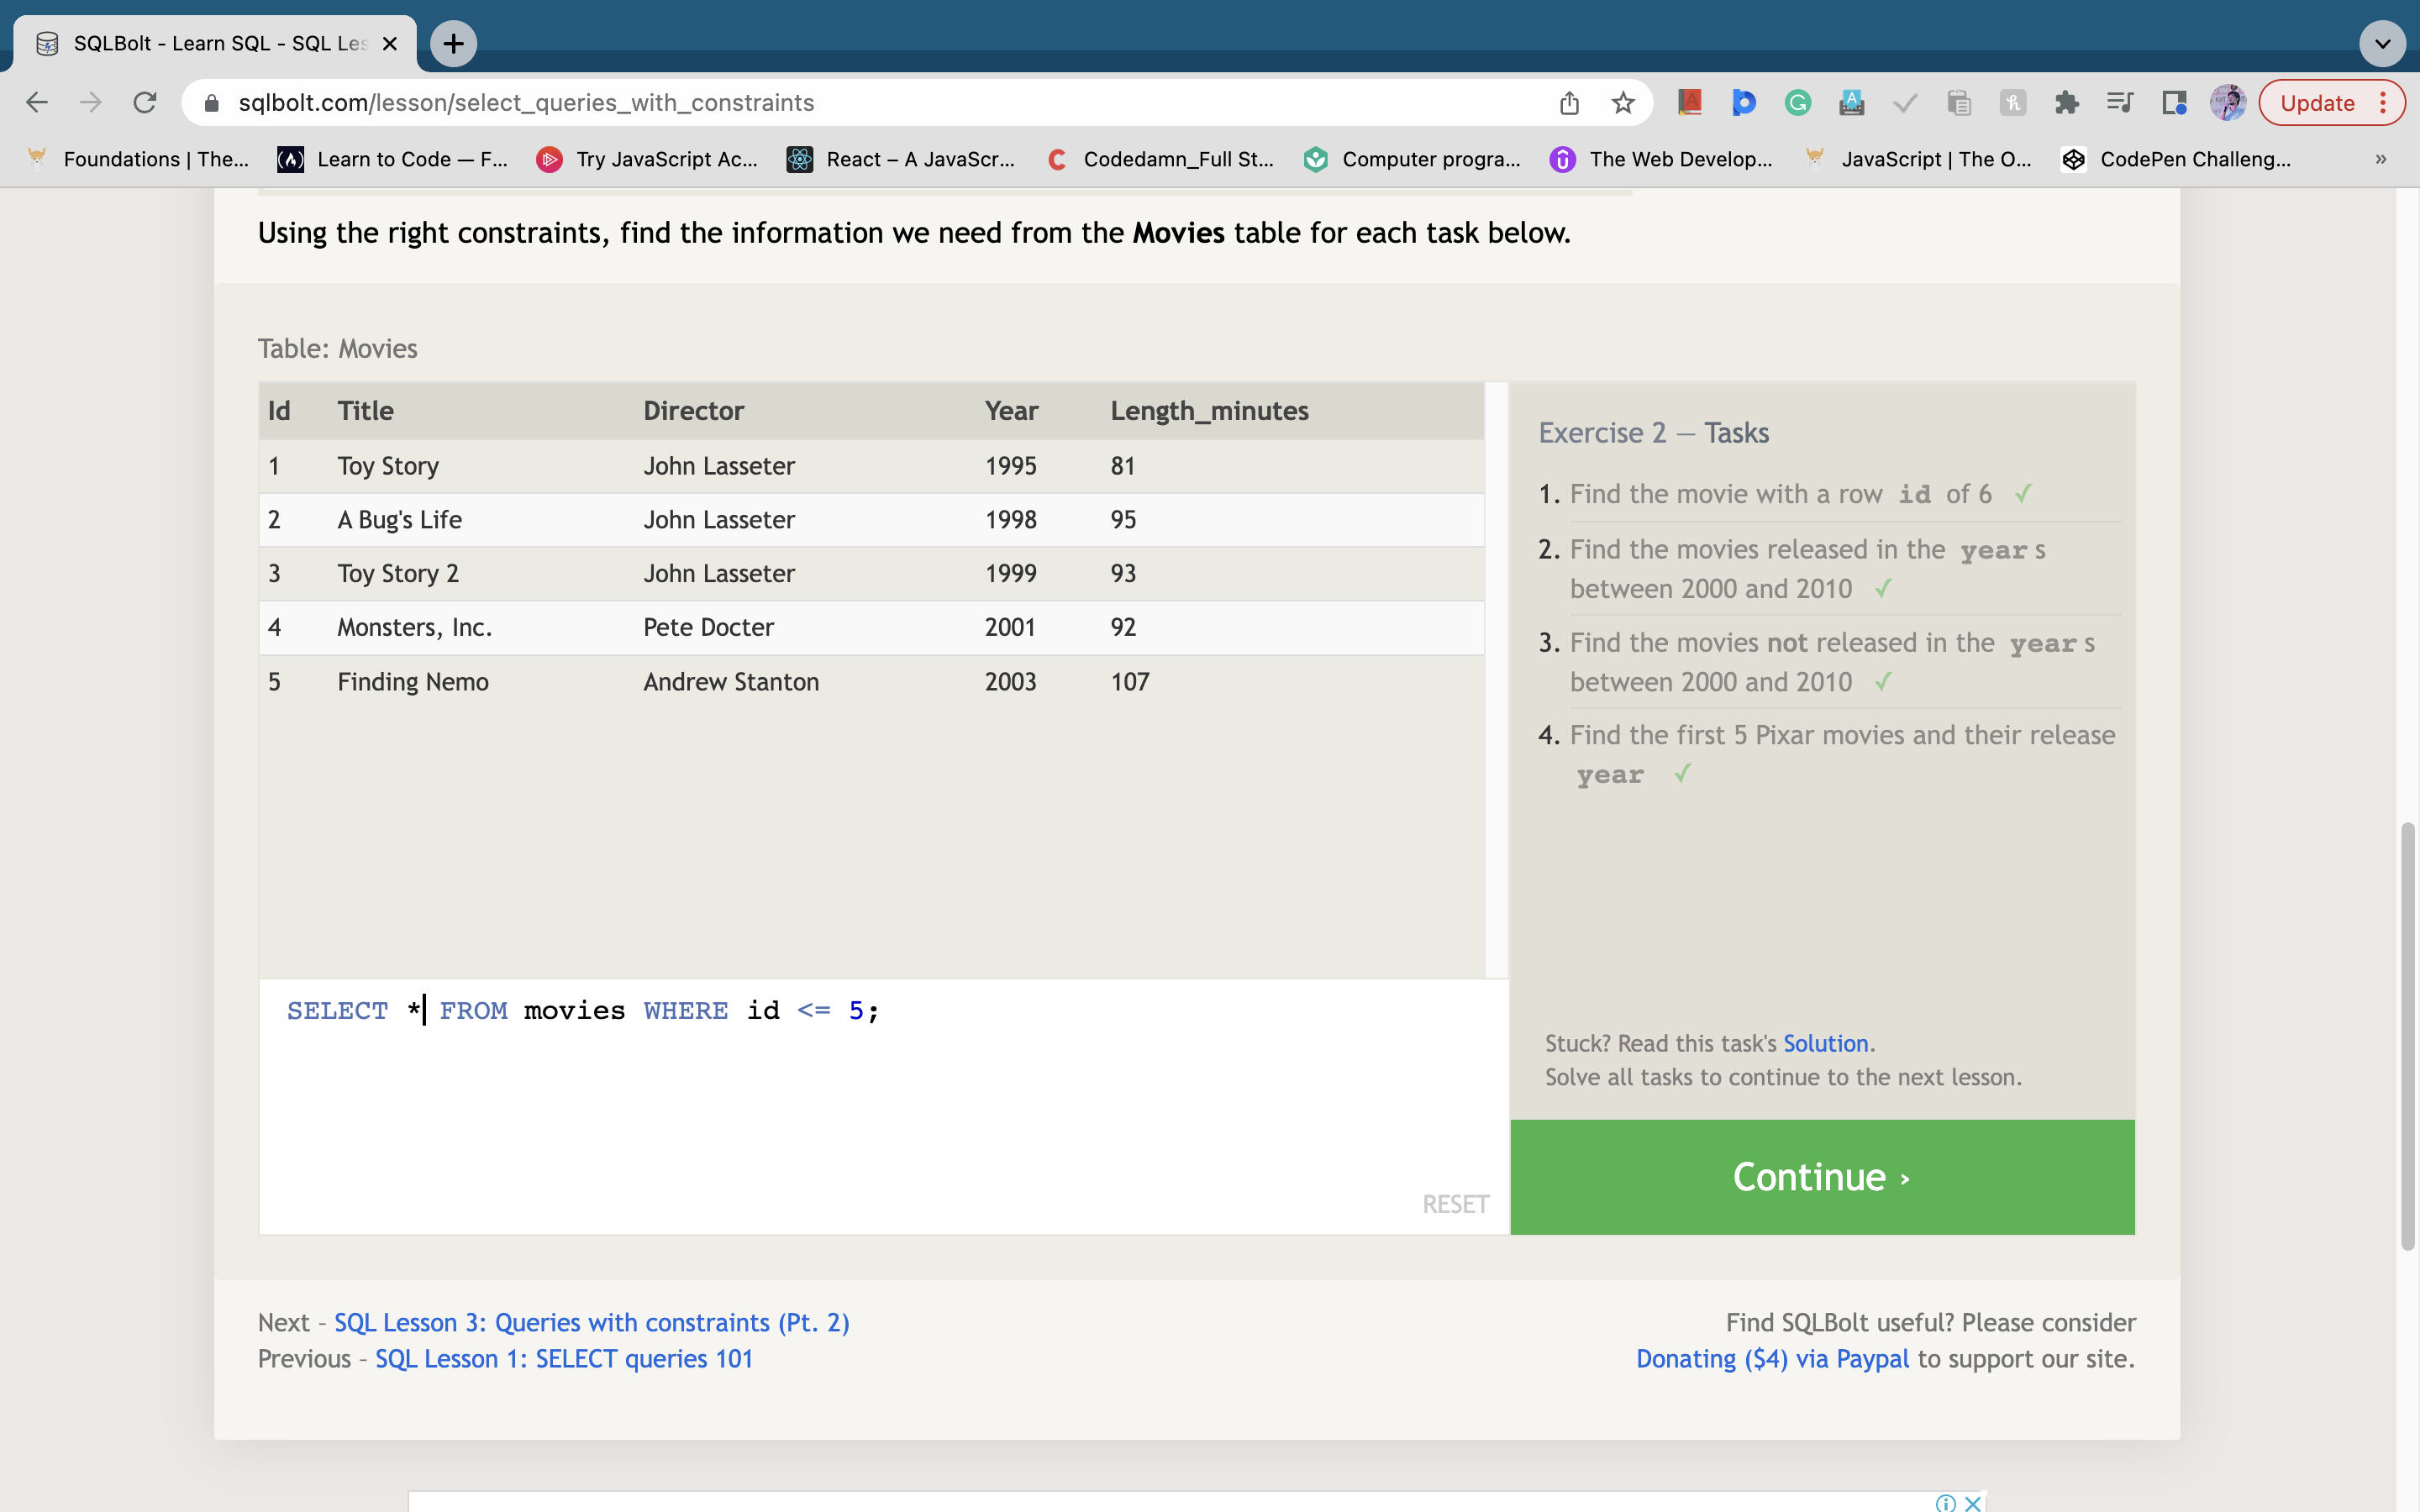 SQLBolt - Learn SQL - SQL Les
sqlbolt.com/lesson/select_queries_with_constraints
Update
Foundations | The... Learn to Code — F... Try JavaScript Ac... React – A JavaScr... Codedamn_Full St... Computer progra... The Web Develop... JavaScript | The O... CodePen Challeng... »
Using the right constraints, find the information we need from the Movies table for each task below.
Table: Movies
Id Title Director Year Length_minutes
1 Toy Story John Lasseter 1995 81
2 A Bug's Life John Lasseter 1998 95
3 Toy Story 2 John Lasseter 1999 93
4 Monsters, Inc. Pete Docter 2001 92
5 Finding Nemo Andrew Stanton 2003 107
SELECT * FROM movies WHERE id <= 5;
RESET
Exercise 2 — Tasks
1. Find the movie with a row id of 6 ✓
2. Find the movies released in the years
between 2000 and 2010 ✓
3. Find the movies not released in the years
between 2000 and 2010 ✓
4. Find the first 5 Pixar movies and their release
year ✓
Stuck? Read this task's Solution.
Solve all tasks to continue to the next lesson.
Continue ›
Next – SQL Lesson 3: Queries with constraints (Pt. 2)
Previous – SQL Lesson 1: SELECT queries 101
Find SQLBolt useful? Please consider
Donating ($4) via Paypal to support our site.